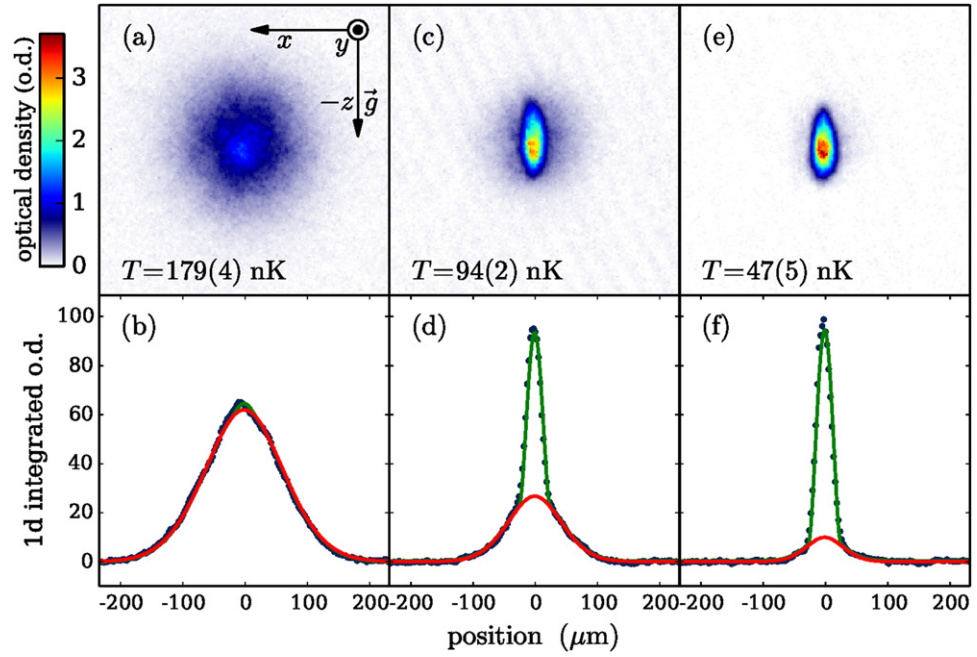 (a)
x
y
−z g⃗
T=179(4) nK
(c)
T=94(2) nK
(e)
T=47(5) nK
optical density (o.d.)
3
2
1
0
(b)
(d)
(f)
1d integrated o.d.
100
80
60
40
20
0
-200 -100 0 100 200
-200 -100 0 100 200
-200 -100 0 100 200
position (μm)